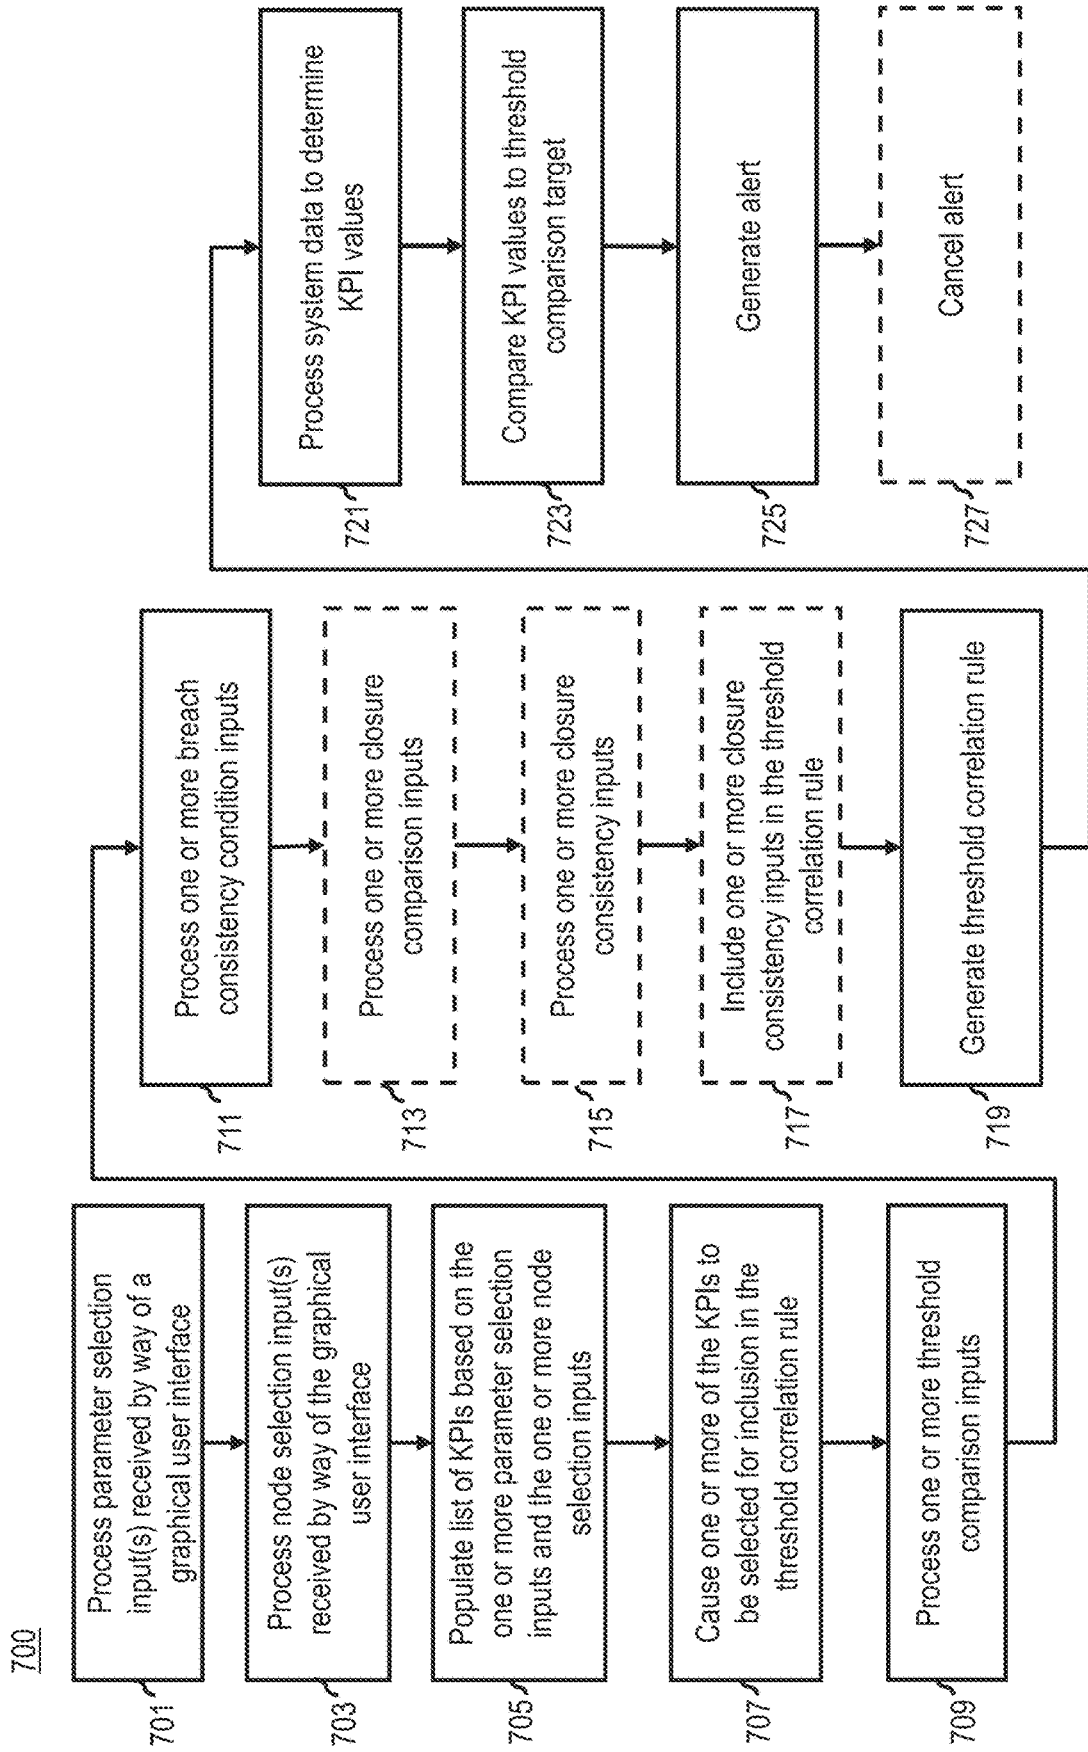 700
701
Process parameter selection
input(s) received by way of a
graphical user interface
703
Process node selection input(s)
received by way of the graphical
user interface
705
Populate list of KPIs based on the
one or more parameter selection
inputs and the one or more node
selection inputs
707
Cause one or more of the KPIs to
be selected for inclusion in the
threshold correlation rule
709
Process one or more threshold
comparison inputs
711
Process one or more breach
consistency condition inputs
713
Process one or more closure
comparison inputs
715
Process one or more closure
consistency inputs
717
Include one or more closure
consistency inputs in the threshold
correlation rule
719
Generate threshold correlation rule
721
Process system data to determine
KPI values
723
Compare KPI values to threshold
comparison target
725
Generate alert
727
Cancel alert